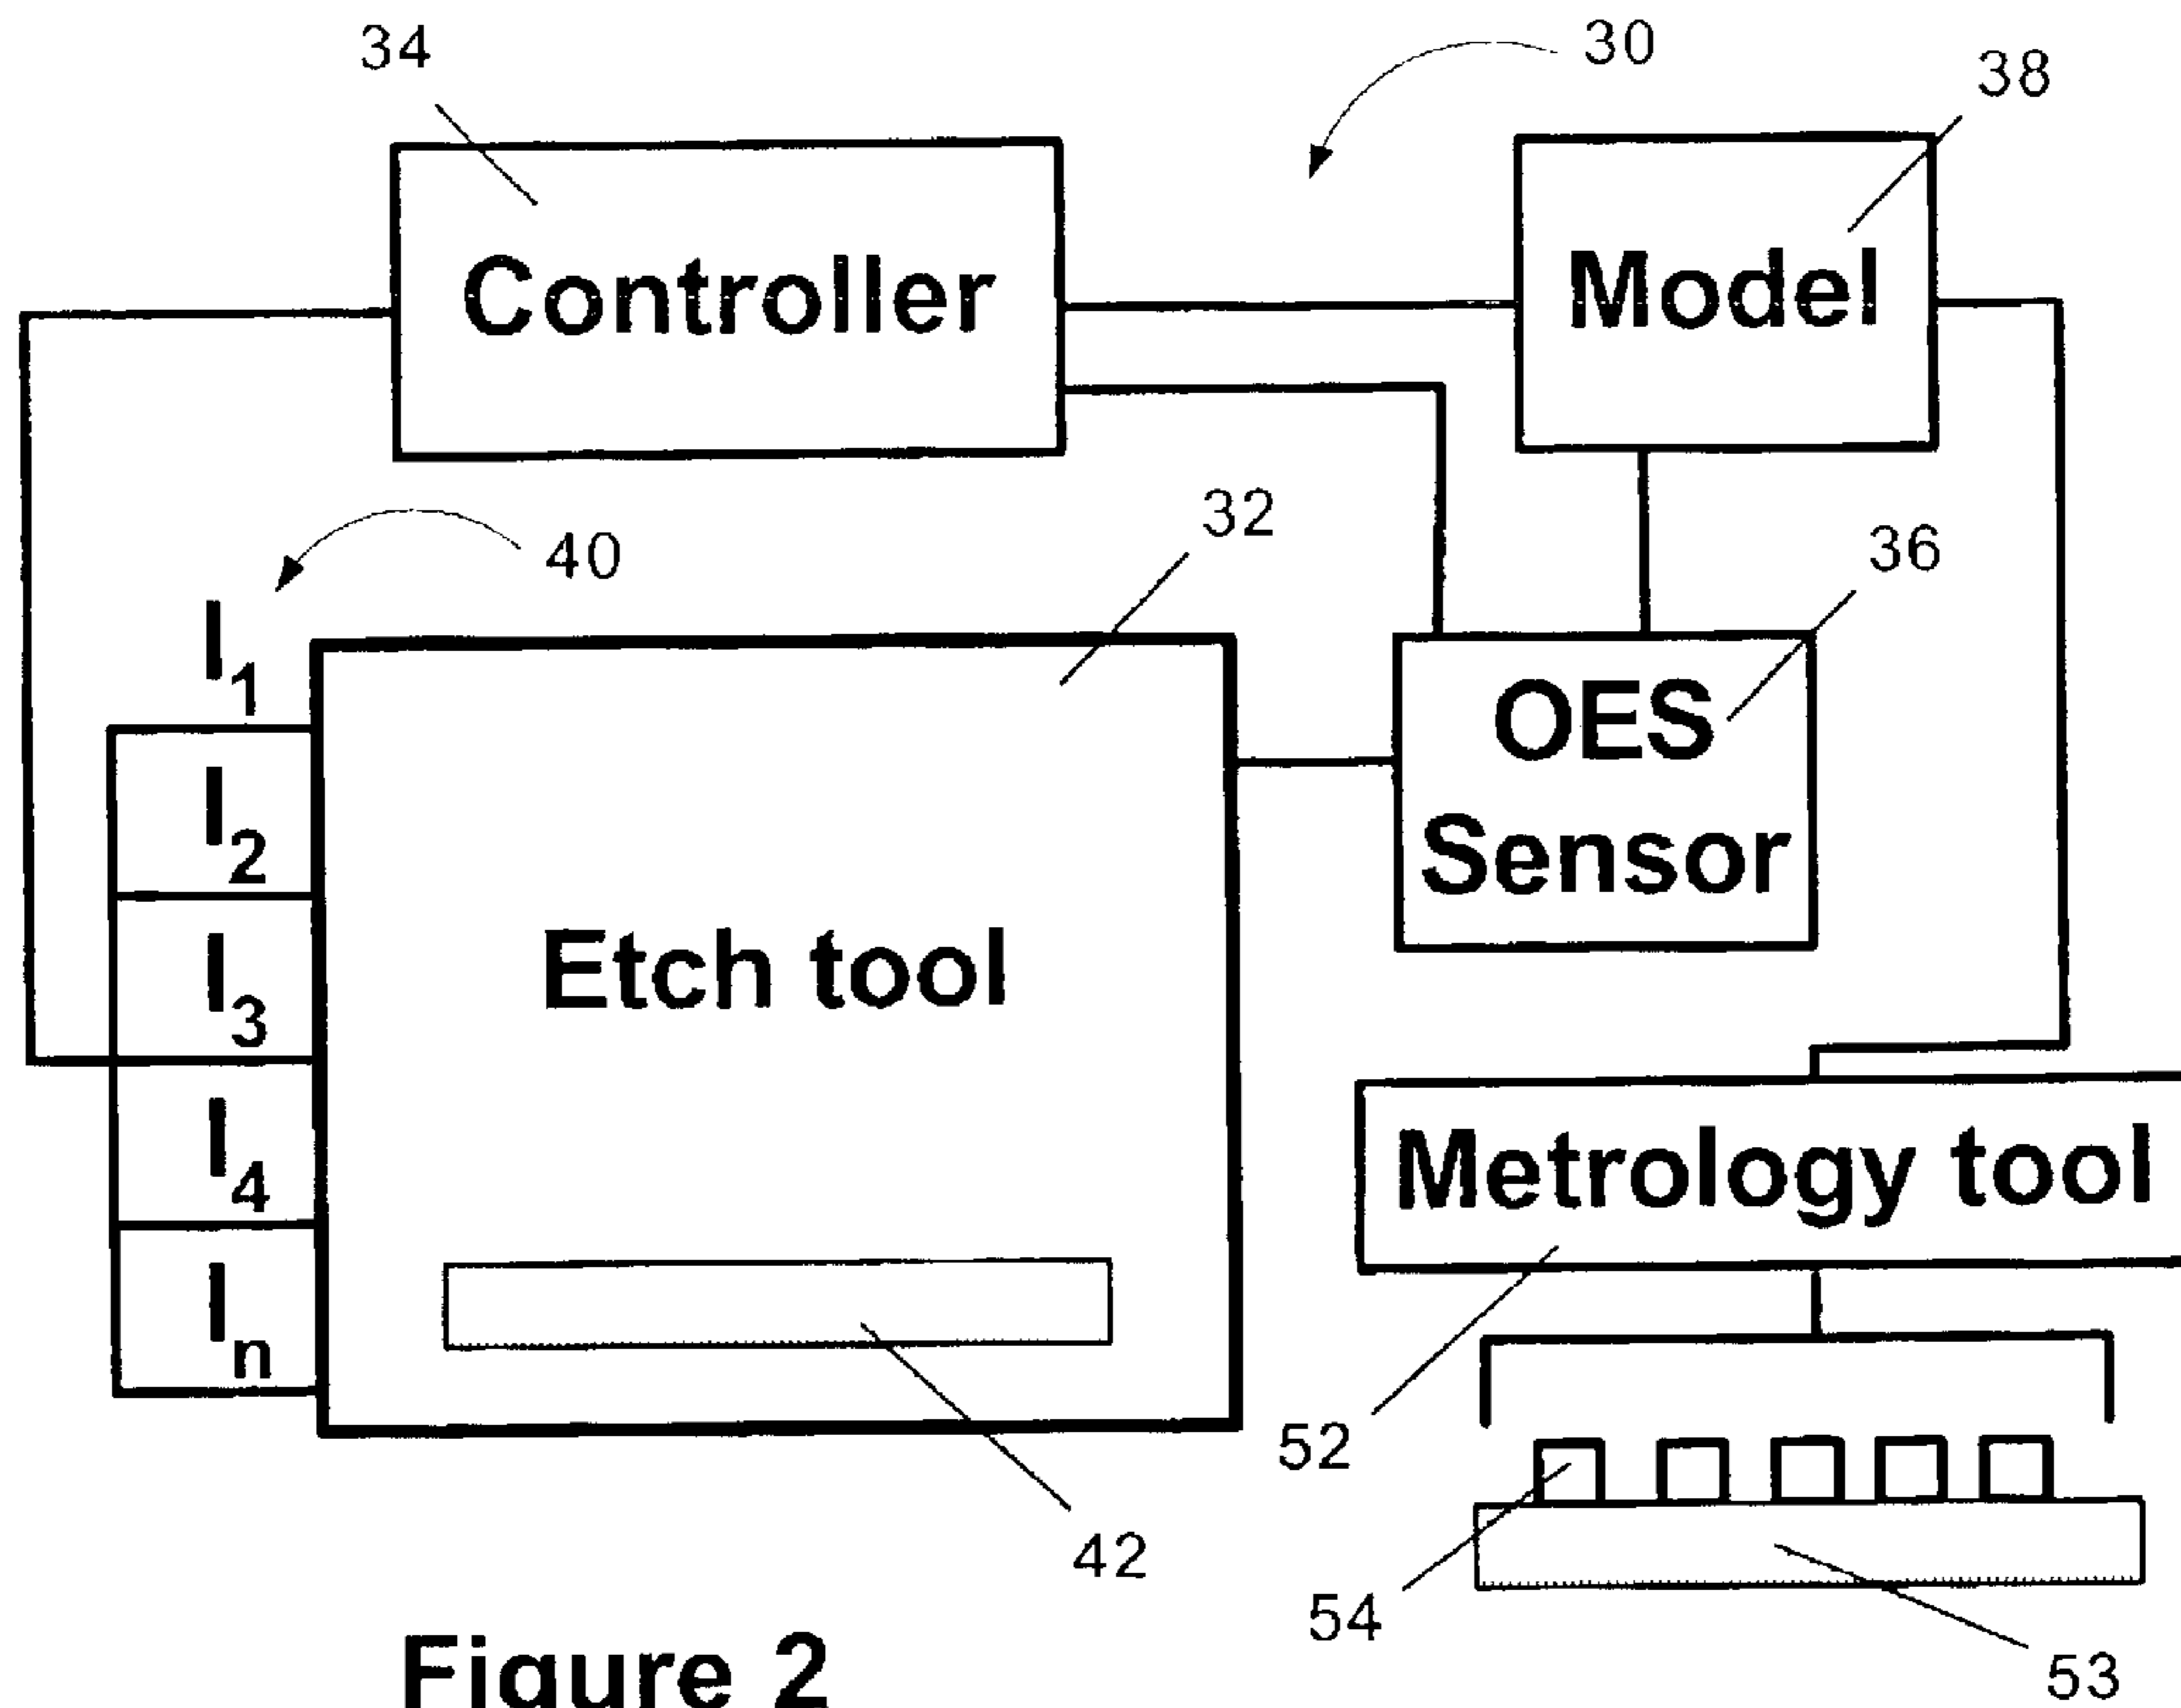 34
30
38
Controller
Model
40
32
36
I1
I2
I3
I4
In
OES
Sensor
Etch tool
Metrology tool
52
42
54
53
Figure 2